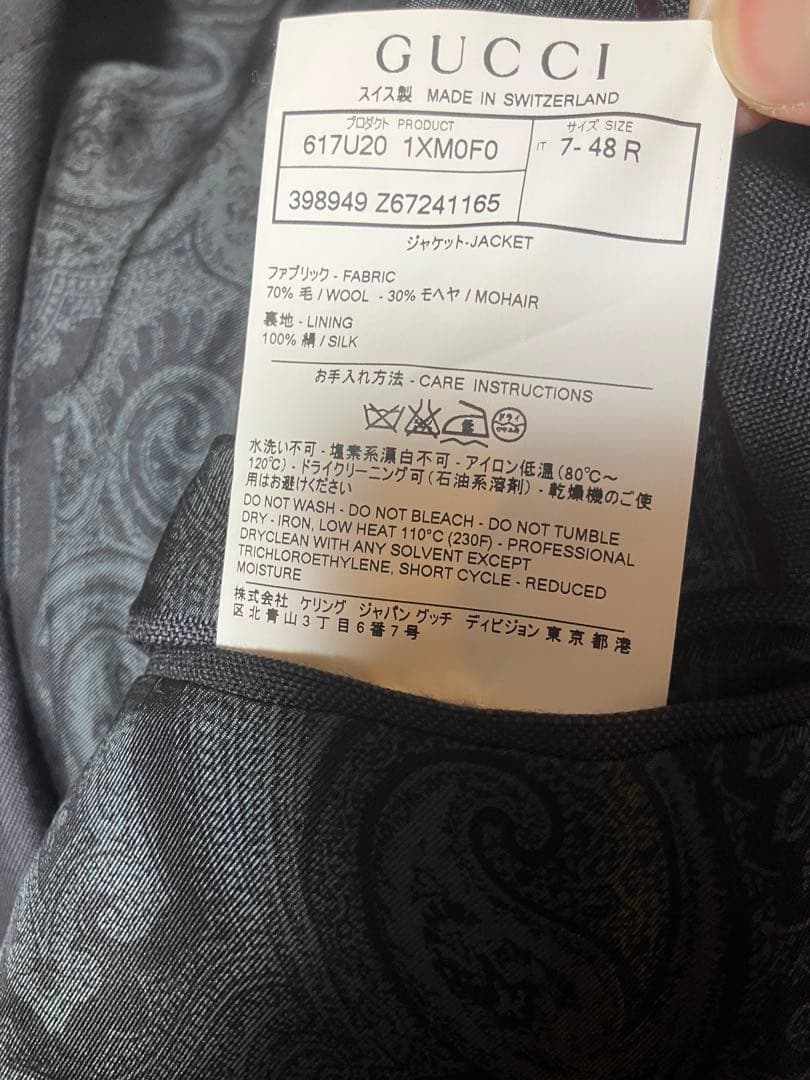 GUCCI
スイス製 MADE IN SWITZERLAND
プロダクト PRODUCT
617U20 1XM0F0
サイズ SIZE
IT 7- 48 R
398949 Z67241165
ジャケット-JACKET
ファブリック - FABRIC
70% 毛 / WOOL - 30% モヘヤ / MOHAIR
裏地 - LINING
100% 絹 / SILK
お手入れ方法 - CARE INSTRUCTIONS
低 ドライ セキユ系
水洗い不可 - 塩素系漂白不可 - アイロン低温 (80℃～
120℃) - ドライクリーニング可 (石油系溶剤) - 乾燥機のご使
用はお避けください
DO NOT WASH - DO NOT BLEACH - DO NOT TUMBLE
DRY - IRON, LOW HEAT 110°C (230F) - PROFESSIONAL
DRYCLEAN WITH ANY SOLVENT EXCEPT
TRICHLOROETHYLENE, SHORT CYCLE - REDUCED
MOISTURE
株式会社 ケリング ジャパン グッチ ディビジョン 東京都港
区北青山3丁目6番7号